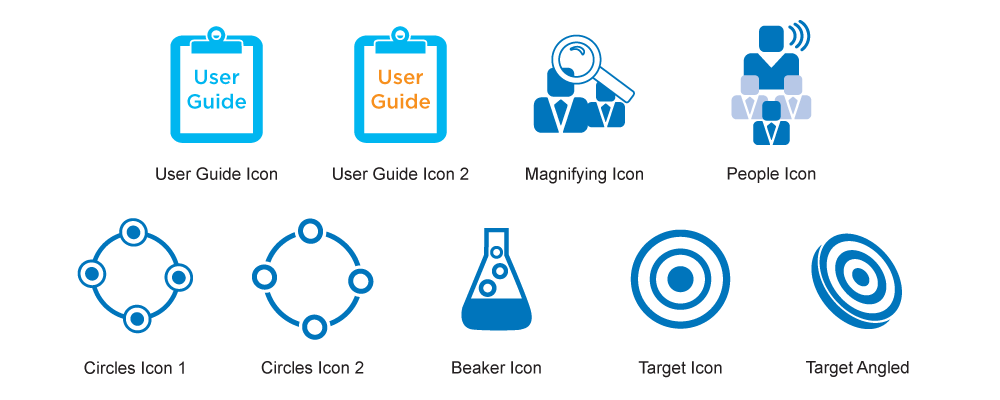 User
Guide
User
Guide
User Guide Icon
User Guide Icon 2
Magnifying Icon
People Icon
Circles Icon 1
Circles Icon 2
Beaker Icon
Target Icon
Target Angled